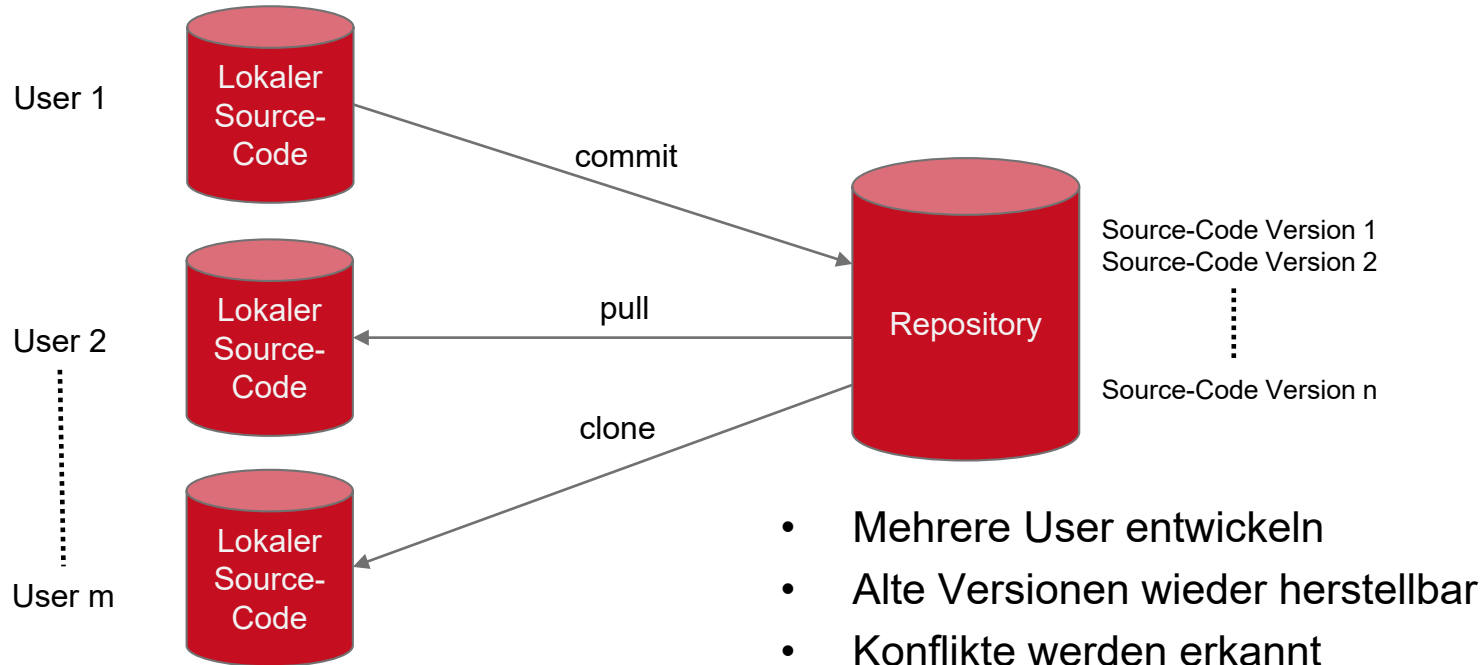 User 1
Lokaler
Source-
Code
commit
User 2
Lokaler
Source-
Code
pull
Repository
Source-Code Version 1
Source-Code Version 2
Source-Code Version n
clone
User m
Lokaler
Source-
Code
• Mehrere User entwickeln
• Alte Versionen wieder herstellbar
• Konflikte werden erkannt